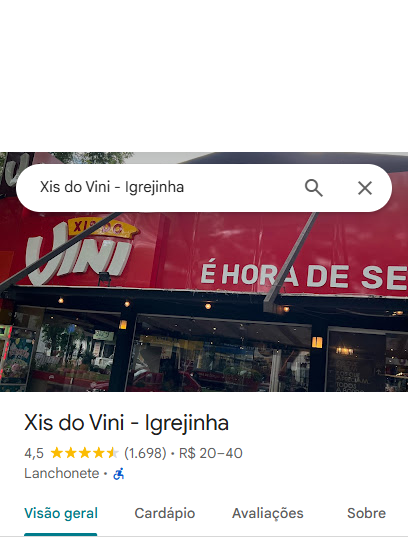 Xis do Vini - Igrejinha
XIS DO
VINI
É HORA DE SE
Xis do Vini - Igrejinha
4,5 (1.698) · R$ 20–40
Lanchonete ·
Visão geral Cardápio Avaliações Sobre